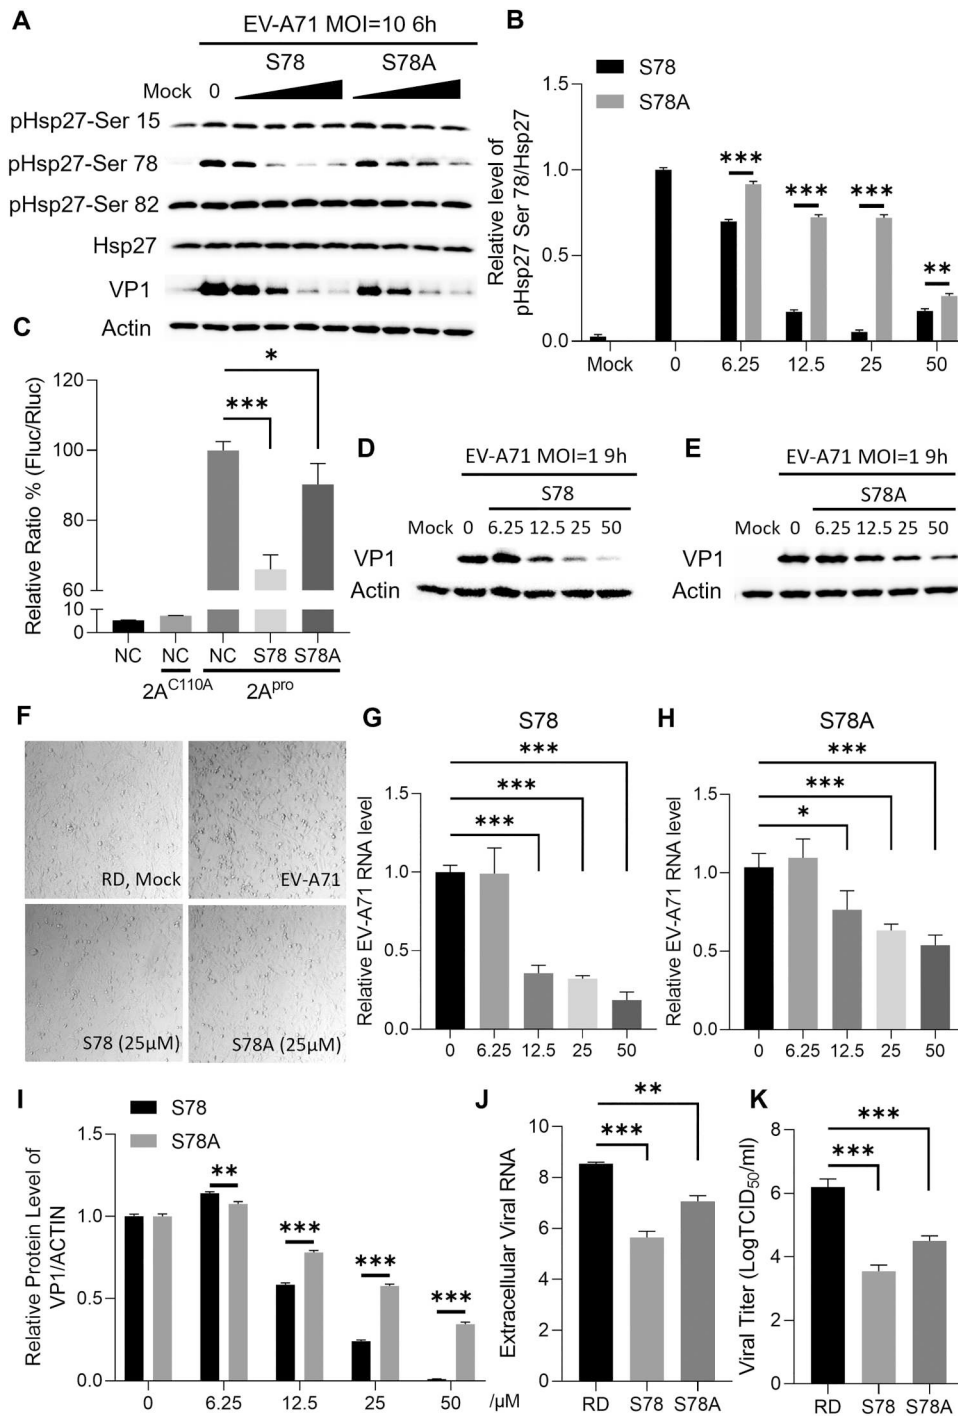 A
EV-A71 MOI=10 6h
S78 S78A
Mock 0
pHsp27-Ser 15
pHsp27-Ser 78
pHsp27-Ser 82
Hsp27
VP1
Actin
B
S78
S78A
Relative level of
pHsp27 Ser 78/Hsp27
1.5
1.0
0.5
0.0
*** *** *** **
Mock 0 6.25 12.5 25 50
C
Relative Ratio % (Fluc/Rluc)
120
100
80
60
10
0
*
***
NC NC NC S78 S78A
2A^C110A 2A^pro
D
EV-A71 MOI=1 9h
S78
Mock 0 6.25 12.5 25 50
VP1
Actin
E
EV-A71 MOI=1 9h
S78A
Mock 0 6.25 12.5 25 50
VP1
Actin
F
RD, Mock
EV-A71
S78 (25μM)
S78A (25μM)
G
S78
Relative EV-A71 RNA level
1.5
1.0
0.5
0.0
***
***
***
0 6.25 12.5 25 50
H
S78A
Relative EV-A71 RNA level
1.5
1.0
0.5
0.0
***
***
*
0 6.25 12.5 25 50
I
S78
S78A
Relative Protein Level of
VP1/ACTIN
1.5
1.0
0.5
0.0
** *** *** ***
0 6.25 12.5 25 50 /μM
J
Extracellular Viral RNA
10
8
6
4
2
0
**
***
RD S78 S78A
K
Viral Titer (LogTCID50/ml)
8
6
4
2
0
***
***
RD S78 S78A